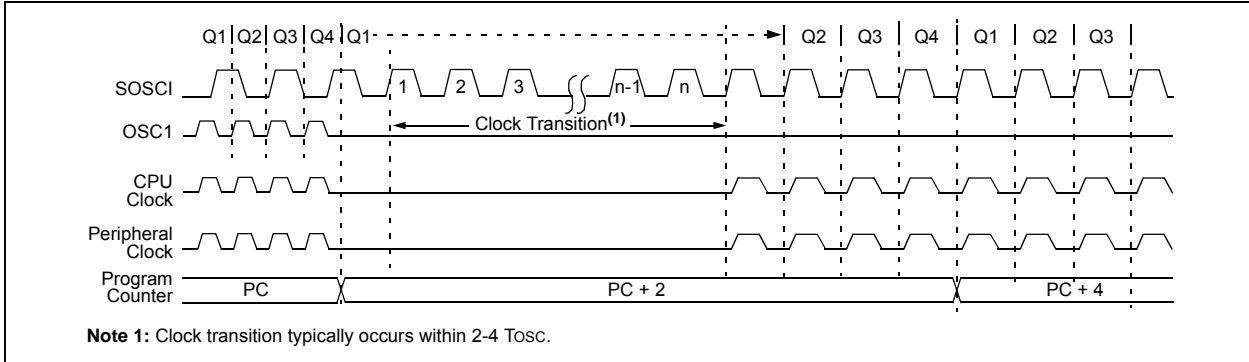 Q1 Q2 Q3 Q4 Q1 Q2 Q3 Q4 Q1 Q2 Q3
SOSCI 1 2 3 n-1 n
OSC1 Clock Transition(1)
CPU
Clock
Peripheral
Clock
Program
Counter PC PC + 2 PC + 4
Note 1: Clock transition typically occurs within 2-4 TOSC.